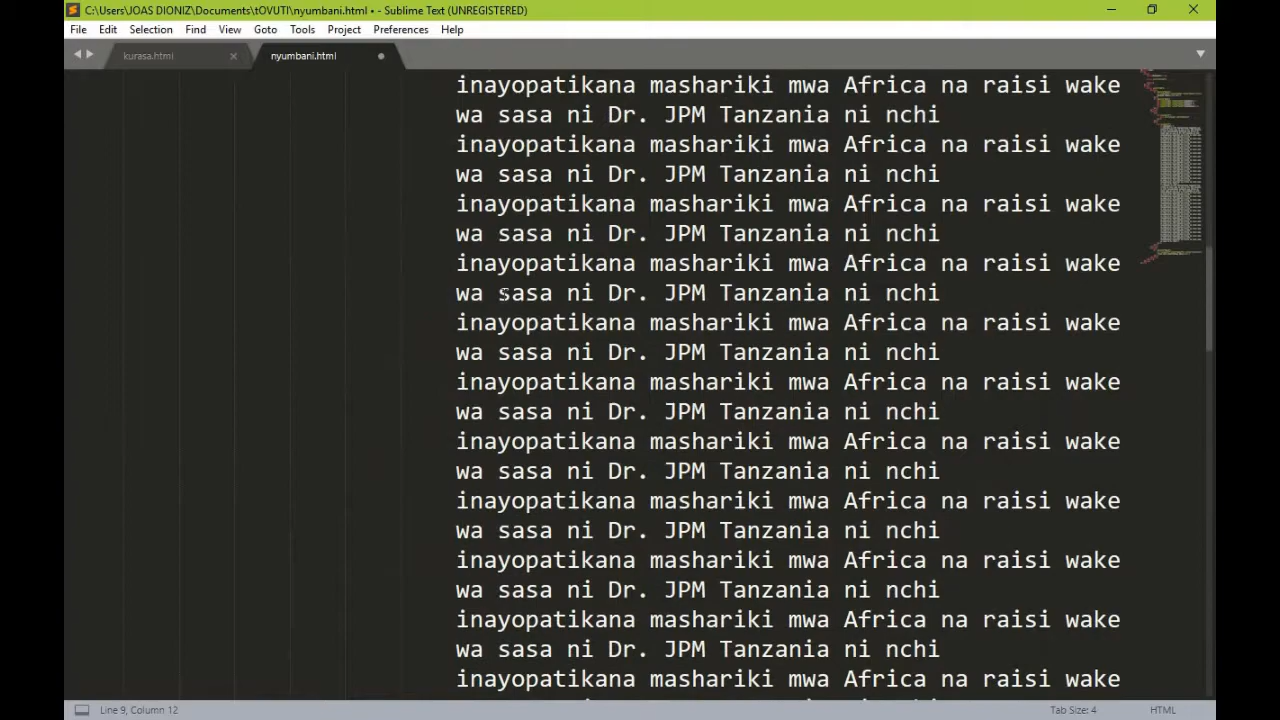 C:\Users\JOAS DIONIZ\Documents\tOVUTI\nyumbani.html • - Sublime Text (UNREGISTERED)
File Edit Selection Find View Goto Tools Project Preferences Help
kurasa.html nyumbani.html
inayopatikana mashariki mwa Africa na raisi wake
wa sasa ni Dr. JPM Tanzania ni nchi
inayopatikana mashariki mwa Africa na raisi wake
wa sasa ni Dr. JPM Tanzania ni nchi
inayopatikana mashariki mwa Africa na raisi wake
wa sasa ni Dr. JPM Tanzania ni nchi
inayopatikana mashariki mwa Africa na raisi wake
wa sasa ni Dr. JPM Tanzania ni nchi
inayopatikana mashariki mwa Africa na raisi wake
wa sasa ni Dr. JPM Tanzania ni nchi
inayopatikana mashariki mwa Africa na raisi wake
wa sasa ni Dr. JPM Tanzania ni nchi
inayopatikana mashariki mwa Africa na raisi wake
wa sasa ni Dr. JPM Tanzania ni nchi
inayopatikana mashariki mwa Africa na raisi wake
wa sasa ni Dr. JPM Tanzania ni nchi
inayopatikana mashariki mwa Africa na raisi wake
wa sasa ni Dr. JPM Tanzania ni nchi
inayopatikana mashariki mwa Africa na raisi wake
wa sasa ni Dr. JPM Tanzania ni nchi
inayopatikana mashariki mwa Africa na raisi wake
Line 9, Column 12 Tab Size: 4 HTML